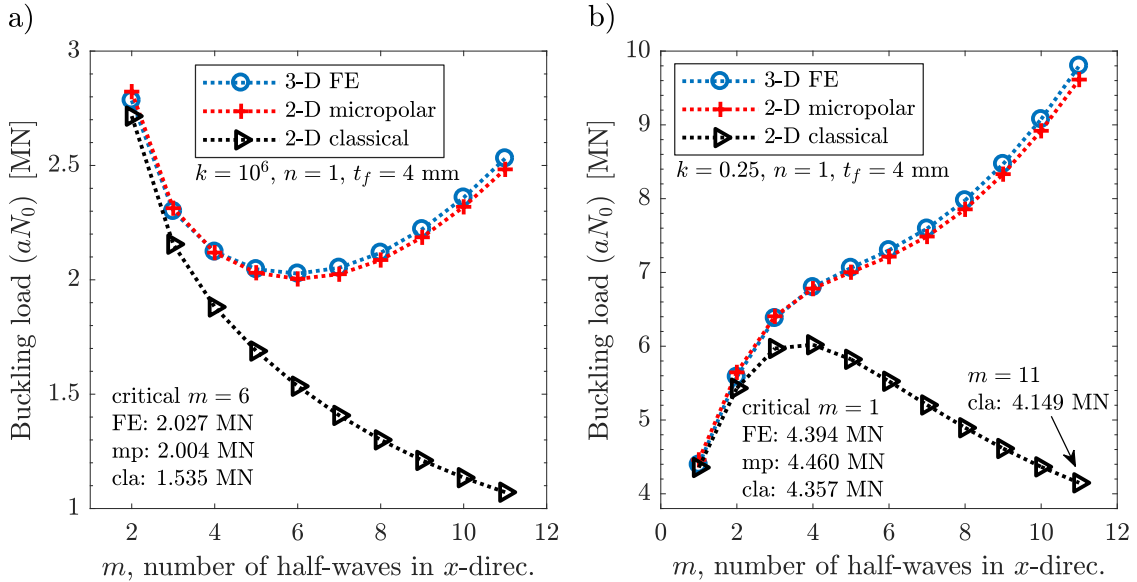 a)
3
2.5
2
1.5
1
Buckling load (aN₀) [MN]
3-D FE
2-D micropolar
2-D classical
k = 10⁶, n = 1, t_f = 4 mm
critical m = 6
FE: 2.027 MN
mp: 2.004 MN
cla: 1.535 MN
2 4 6 8 10 12
m, number of half-waves in x-direc.
b)
10
9
8
7
6
5
4
Buckling load (aN₀) [MN]
3-D FE
2-D micropolar
2-D classical
k = 0.25, n = 1, t_f = 4 mm
m = 11
cla: 4.149 MN
critical m = 1
FE: 4.394 MN
mp: 4.460 MN
cla: 4.357 MN
0 2 4 6 8 10 12
m, number of half-waves in x-direc.